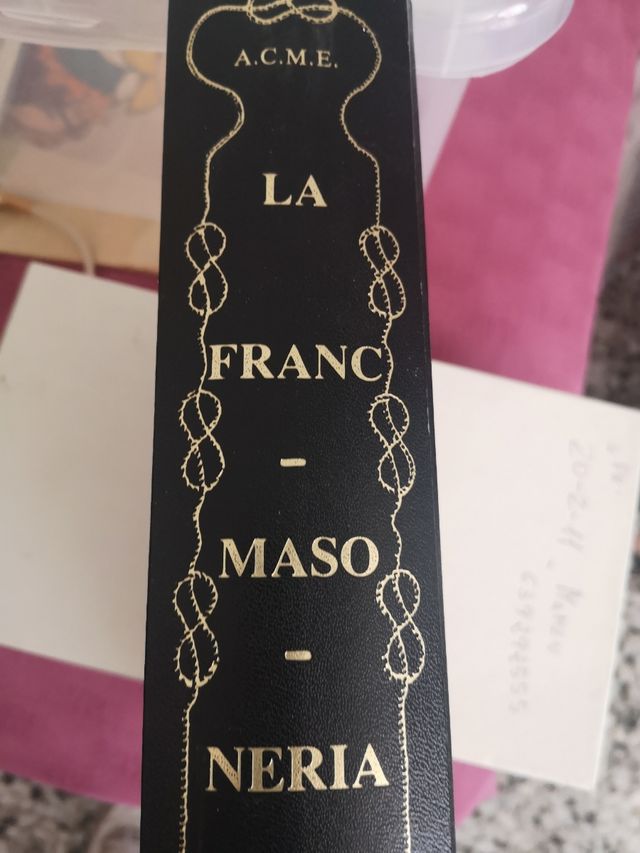 A.C.M.E.
LA
FRANC
-
MASO
-
NERIA